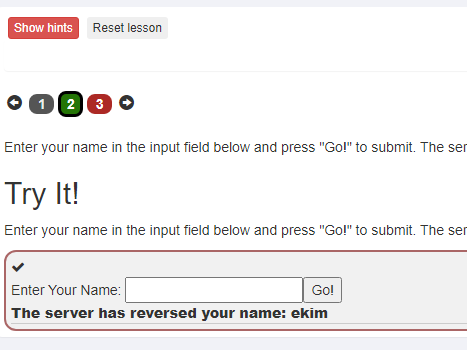 Show hints Reset lesson
1 2 3
Enter your name in the input field below and press "Go!" to submit. The ser
Try It!
Enter your name in the input field below and press "Go!" to submit. The ser
Enter Your Name: Go!
The server has reversed your name: ekim